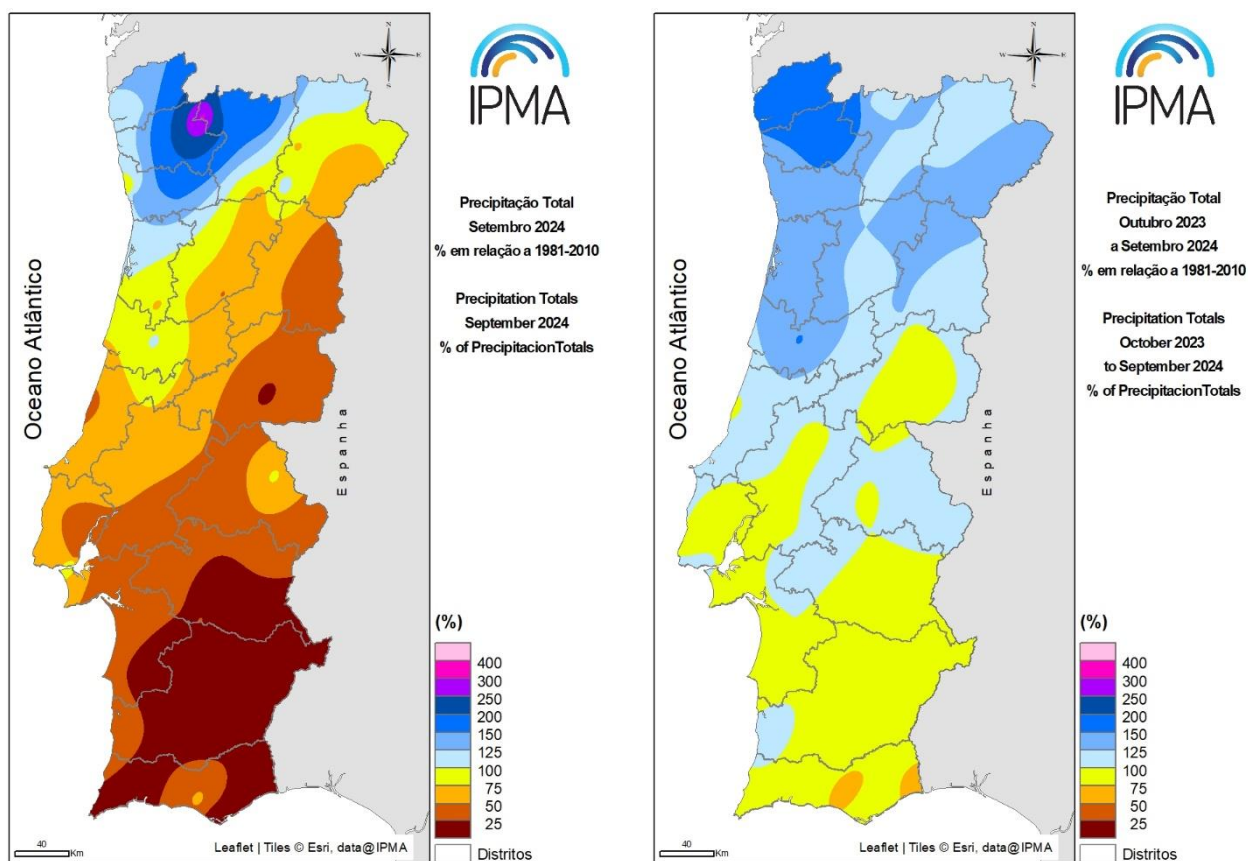 N
W
E
S
IPMA
Precipitação Total
Setembro 2024
% em relação a 1981-2010
Precipitation Totals
September 2024
% of PrecipitacionTotals
Oceano Atlântico
Espanha
(%)
400
300
250
200
150
125
100
75
50
25
Distritos
40
Km
Leaflet | Tiles © Esri, data@IPMA
N
W
E
S
IPMA
Precipitação Total
Outubro 2023
a Setembro 2024
% em relação a 1981-2010
Precipitation Totals
October 2023
to September 2024
% of PrecipitacionTotals
Oceano Atlântico
Espanha
(%)
400
300
250
200
150
125
100
75
50
25
Distritos
40
Km
Leaflet | Tiles © Esri, data@IPMA